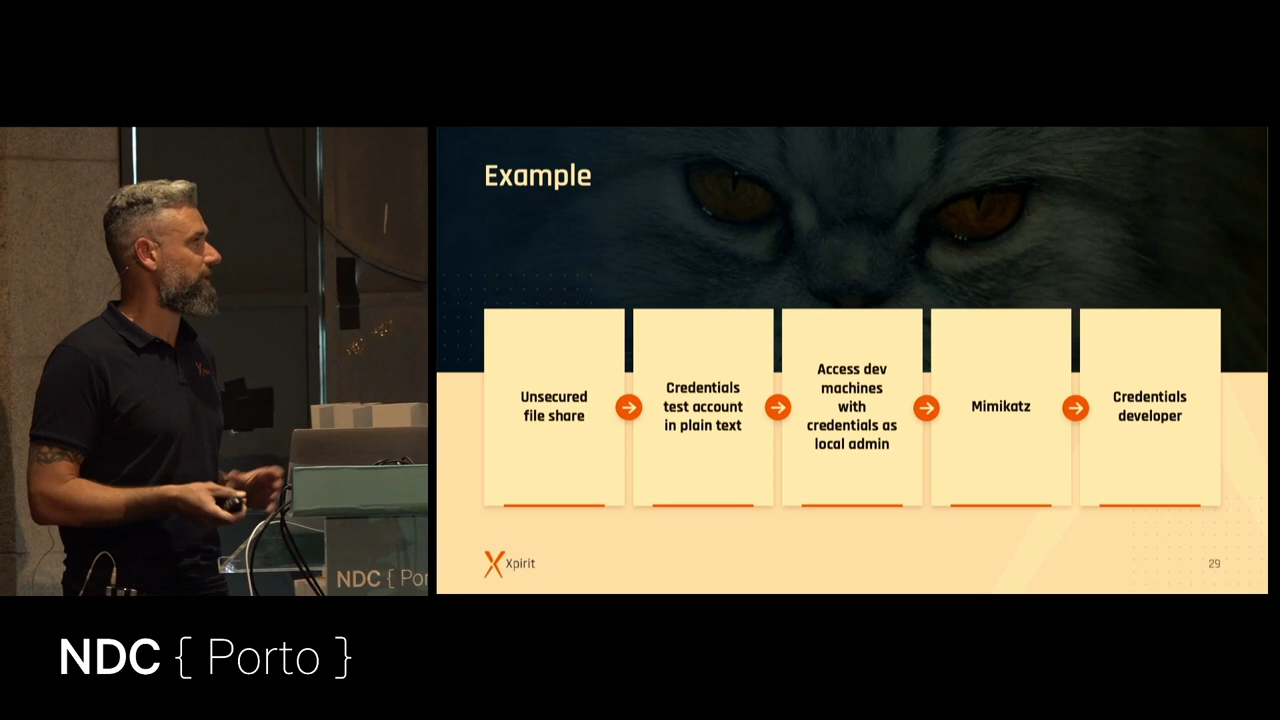 Example
Unsecured
file share
Credentials
test account
in plain text
Access dev
machines
with
credentials as
local admin
Mimikatz
Credentials
developer
Xpirit
29
NDC { Por
NDC { Porto }